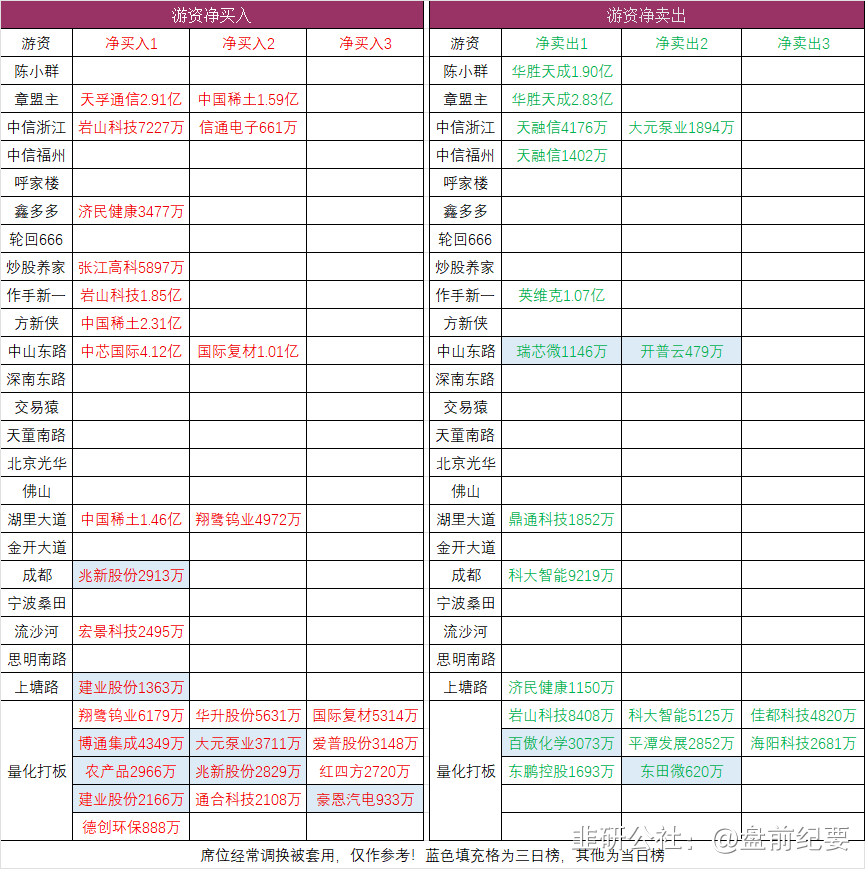 游资净买入 游资净卖出
游资 净买入1 净买入2 净买入3 游资 净卖出1 净卖出2 净卖出3
陈小群 陈小群 华胜天成1.90亿
章盟主 天孚通信2.91亿 中国稀土1.59亿 章盟主 华胜天成2.83亿
中信浙江 岩山科技7227万 信通电子661万 中信浙江 天融信4176万 大元泵业1894万
中信福州 中信福州 天融信1402万
呼家楼 呼家楼
鑫多多 济民健康3477万 鑫多多
轮回666 轮回666
炒股养家 张江高科5897万 炒股养家
作手新一 岩山科技1.85亿 作手新一 英维克1.07亿
方新侠 中国稀土2.31亿 方新侠
中山东路 中芯国际4.12亿 国际复材1.01亿 中山东路 瑞芯微1146万 开普云479万
深南东路 深南东路
交易猿 交易猿
天童南路 天童南路
北京光华 北京光华
佛山 佛山
湖里大道 中国稀土1.46亿 翔鹭钨业4972万 湖里大道 鼎通科技1852万
金开大道 金开大道
成都 兆新股份2913万 成都 科大智能9219万
宁波桑田 宁波桑田
流沙河 宏景科技2495万 流沙河
思明南路 思明南路
上塘路 建业股份1363万 上塘路 济民健康1150万
翔鹭钨业6179万 华升股份5631万 国际复材5314万 岩山科技8408万 科大智能5125万 佳都科技4820万
博通集成4349万 大元泵业3711万 爱普股份3148万 百傲化学3073万 平潭发展2852万 海阳科技2681万
量化打板 农产品2966万 兆新股份2829万 红四方2720万 量化打板 东鹏控股1693万 东田微620万
建业股份2166万 通合科技2108万 豪恩汽电933万
德创环保888万
韭研公社：@盘前纪要
席位经常调换被套用，仅作参考！蓝色填充格为三日榜，其他为当日榜